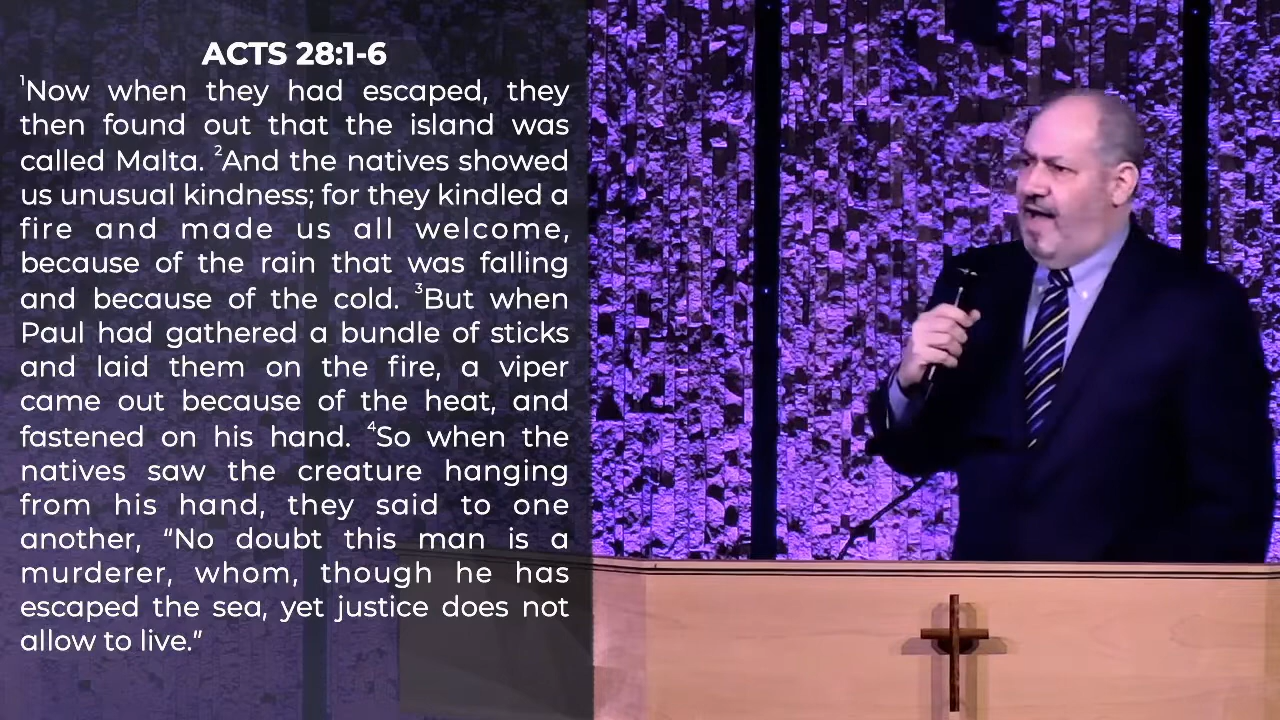 ACTS 28:1-6
¹Now when they had escaped, they
then found out that the island was
called Malta. ²And the natives showed
us unusual kindness; for they kindled a
fire and made us all welcome,
because of the rain that was falling
and because of the cold. ³But when
Paul had gathered a bundle of sticks
and laid them on the fire, a viper
came out because of the heat, and
fastened on his hand. ⁴So when the
natives saw the creature hanging
from his hand, they said to one
another, “No doubt this man is a
murderer, whom, though he has
escaped the sea, yet justice does not
allow to live.”